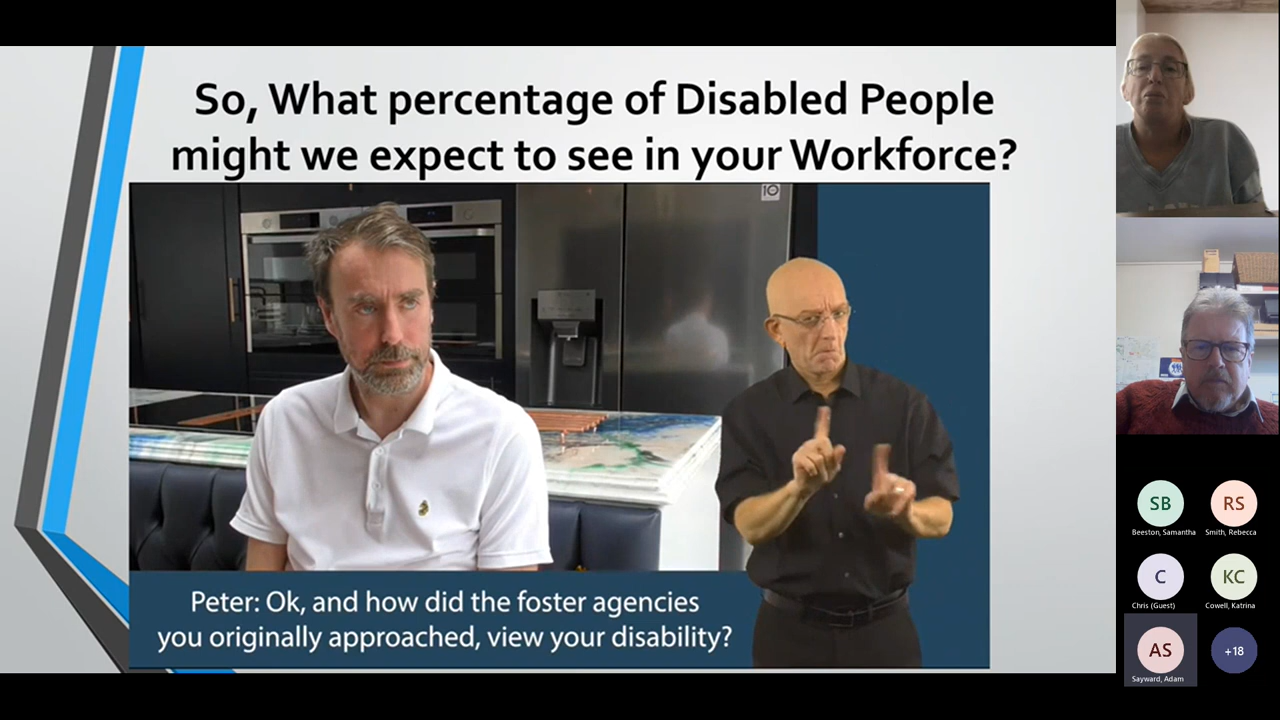 So, What percentage of Disabled People
might we expect to see in your Workforce?
Peter: Ok, and how did the foster agencies
you originally approached, view your disability?
SB
Beeston, Samantha
RS
Smith, Rebecca
C
Chris (Guest)
KC
Cowell, Katrina
AS
Sayward, Adam
+18